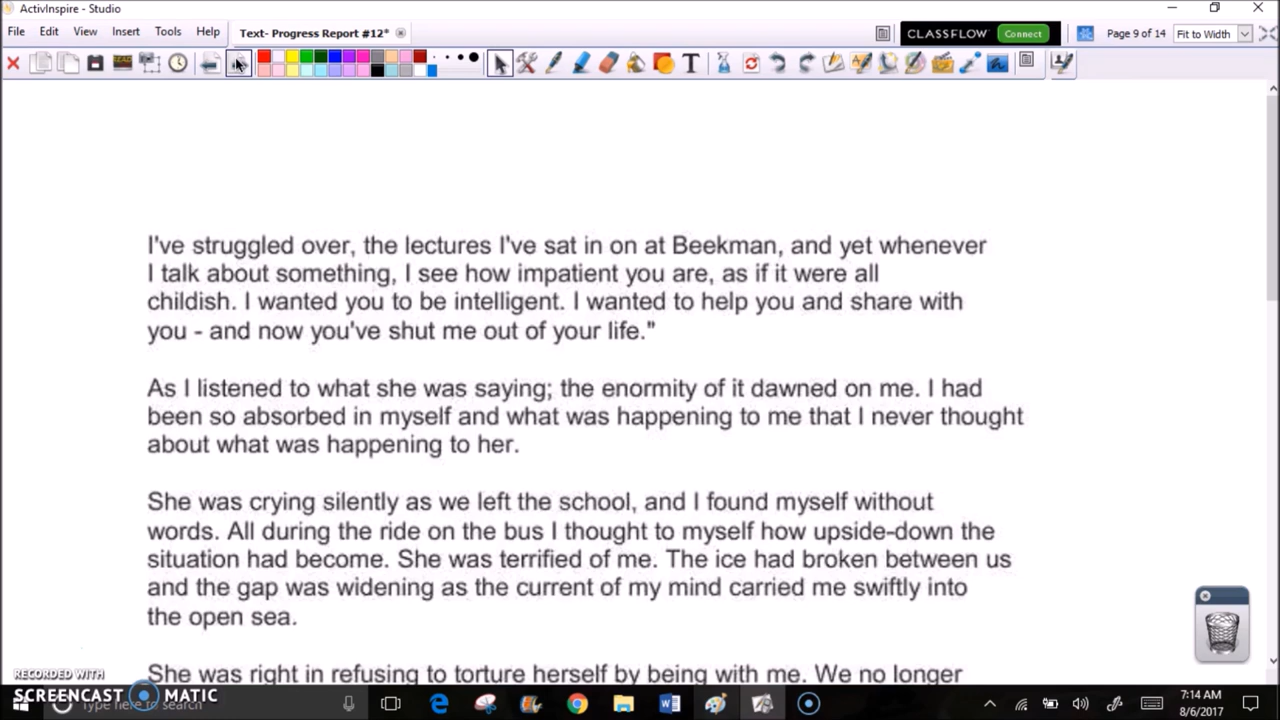 ActivInspire - Studio
File Edit View Insert Tools Help Text- Progress Report #12* CLASSFLOW Connect Page 9 of 14 Fit to Width
I've struggled over, the lectures I've sat in on at Beekman, and yet whenever
I talk about something, I see how impatient you are, as if it were all
childish. I wanted you to be intelligent. I wanted to help you and share with
you - and now you've shut me out of your life."
As I listened to what she was saying; the enormity of it dawned on me. I had
been so absorbed in myself and what was happening to me that I never thought
about what was happening to her.
She was crying silently as we left the school, and I found myself without
words. All during the ride on the bus I thought to myself how upside-down the
situation had become. She was terrified of me. The ice had broken between us
and the gap was widening as the current of my mind carried me swiftly into
the open sea.
She was right in refusing to torture herself by being with me. We no longer
RECORDED WITH
SCREENCAST MATIC
Type here to search
7:14 AM
8/6/2017